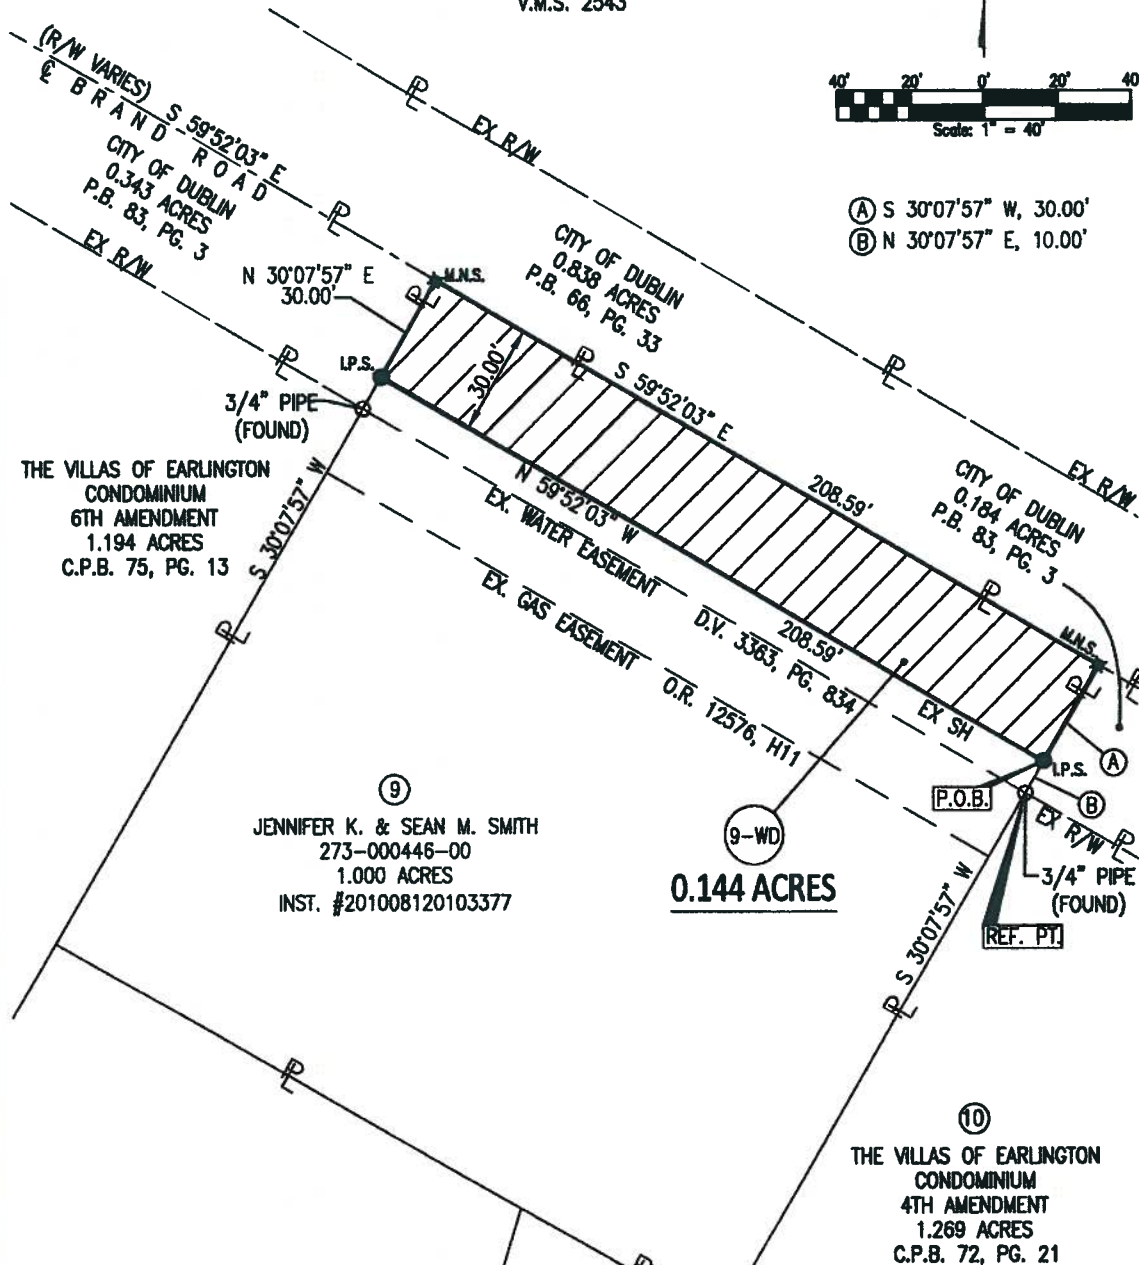 V.M.S. 2543
40' 20' 0' 20' 40
Scale: 1" = 40'
(R/W VARIES)
S 59°52'03" E
℄ BRAND ROAD
CITY OF DUBLIN
0.343 ACRES
P.B. 83, PG. 3
EX R/W
℄ EX R/W
Ⓐ S 30°07'57" W, 30.00'
Ⓑ N 30°07'57" E, 10.00'
CITY OF DUBLIN
0.838 ACRES
P.B. 66, PG. 33
N 30°07'57" E
30.00'
M.N.S.
I.P.S.
30.00'
S 59°52'03" E
208.59'
3/4" PIPE
(FOUND)
THE VILLAS OF EARLINGTON
CONDOMINIUM
6TH AMENDMENT
1.194 ACRES
C.P.B. 75, PG. 13
S 30°07'57" W
N 59°52'03" W
208.59'
EX. WATER EASEMENT D.V. 3363, PG. 834
EX. GAS EASEMENT O.R. 12576, H11
EX SH
EX R/W
CITY OF DUBLIN
0.184 ACRES
P.B. 83, PG. 3
M.N.S.
A
I.P.S.
B
P.O.B.
EX R/W
3/4" PIPE
(FOUND)
REF. PT.
9
JENNIFER K. & SEAN M. SMITH
273-000446-00
1.000 ACRES
INST. #201008120103377
9-WD
0.144 ACRES
S 30°07'57" W
10
THE VILLAS OF EARLINGTON
CONDOMINIUM
4TH AMENDMENT
1.269 ACRES
C.P.B. 72, PG. 21